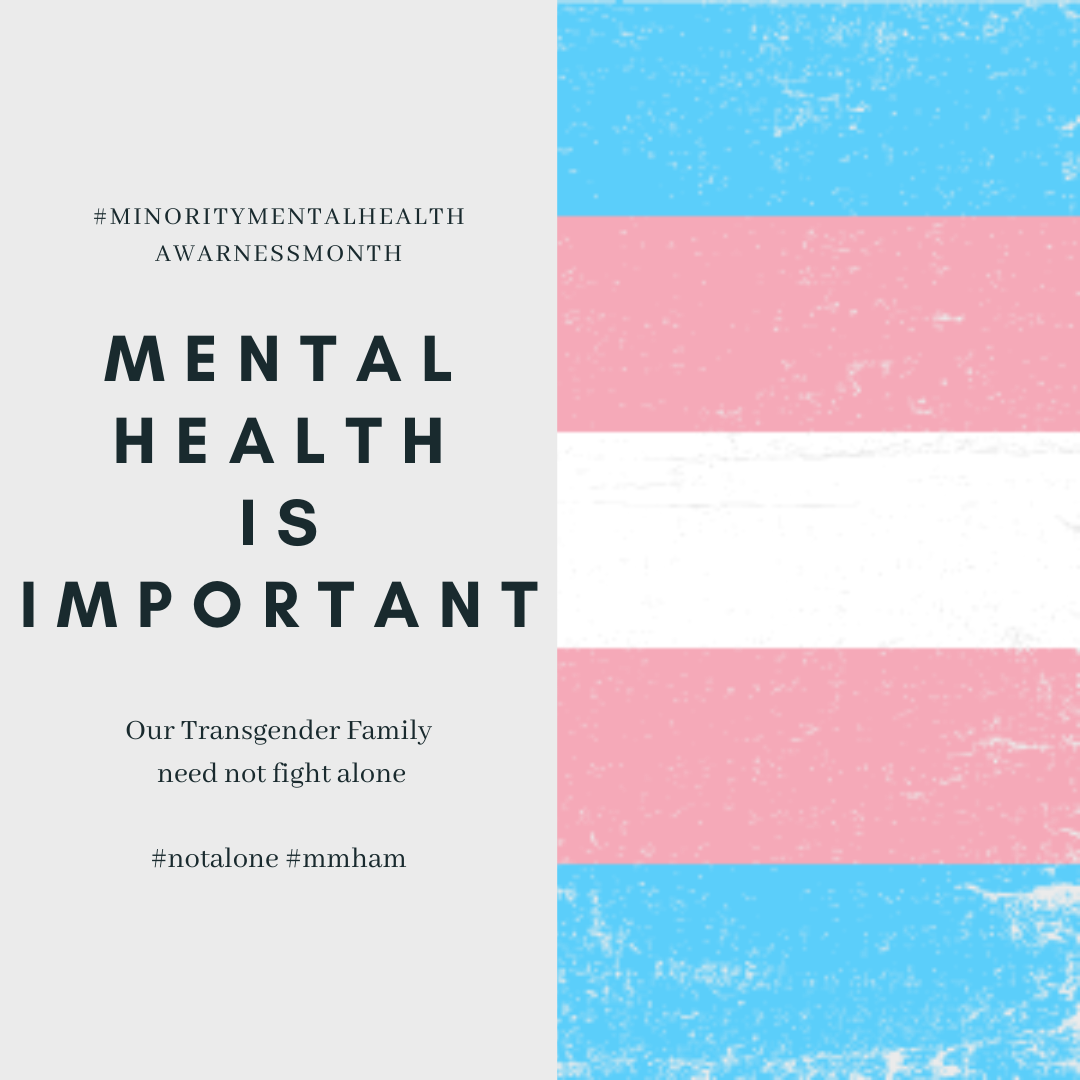 #MINORITYMENTALHEALTH
AWARNESSMONTH
MENTAL
HEALTH
IS
IMPORTANT
Our Transgender Family
need not fight alone
#notalone #mmham